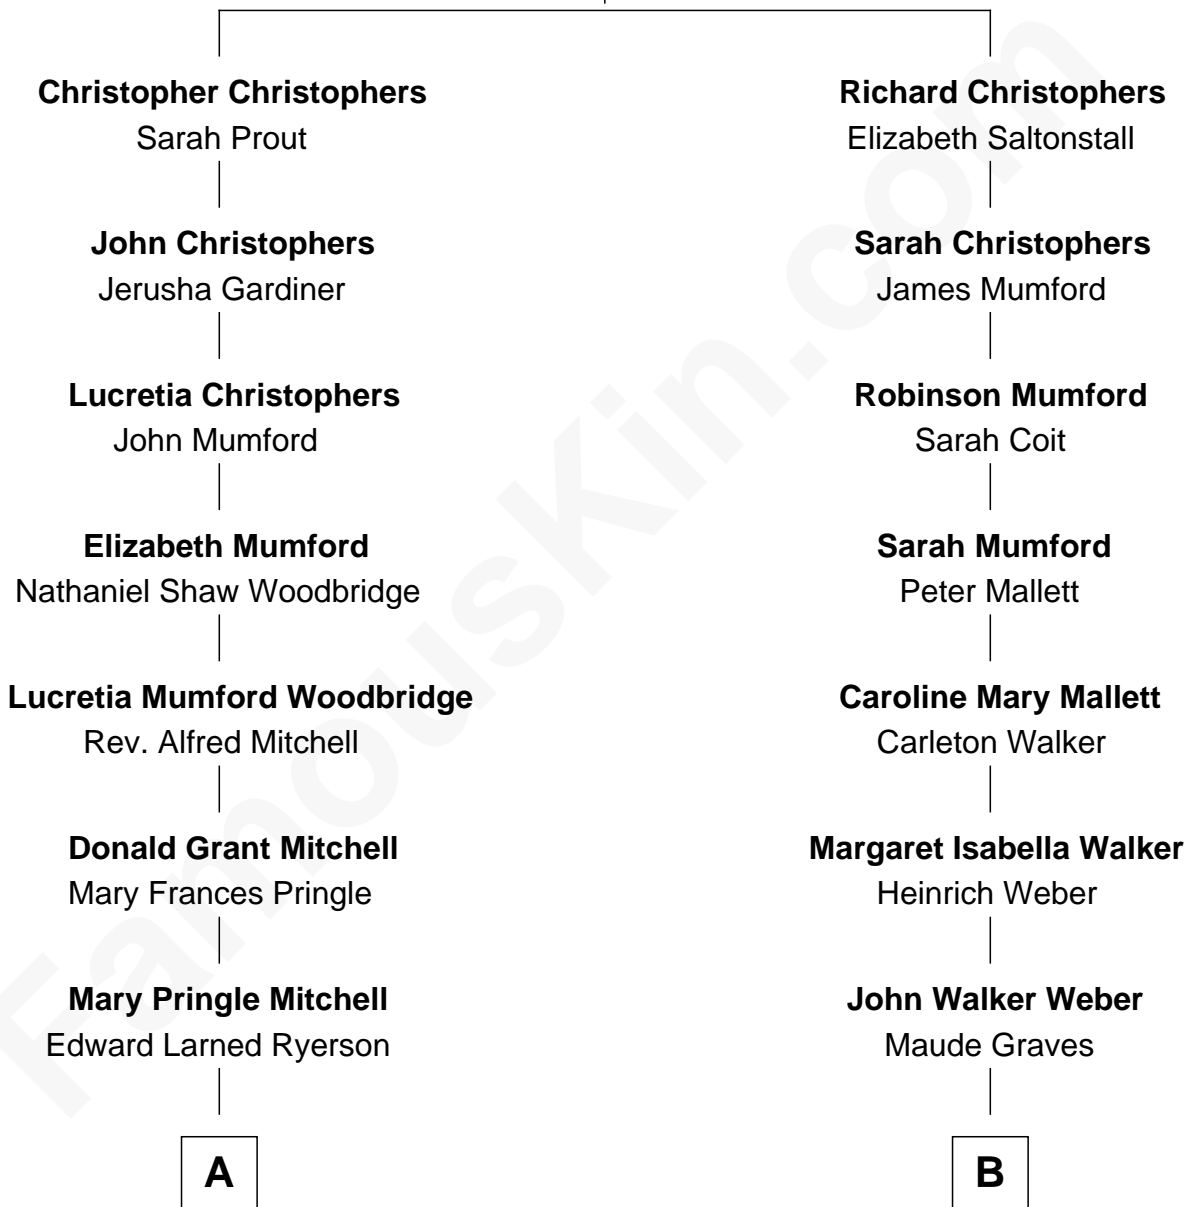 Christopher Christophers
Sarah Prout
John Christophers
Jerusha Gardiner
Lucretia Christophers
John Mumford
Elizabeth Mumford
Nathaniel Shaw Woodbridge
Lucretia Mumford Woodbridge
Rev. Alfred Mitchell
Donald Grant Mitchell
Mary Frances Pringle
Mary Pringle Mitchell
Edward Larned Ryerson
A
Richard Christophers
Elizabeth Saltonstall
Sarah Christophers
James Mumford
Robinson Mumford
Sarah Coit
Sarah Mumford
Peter Mallett
Caroline Mary Mallett
Carleton Walker
Margaret Isabella Walker
Heinrich Weber
John Walker Weber
Maude Graves
B
FamousKin.com